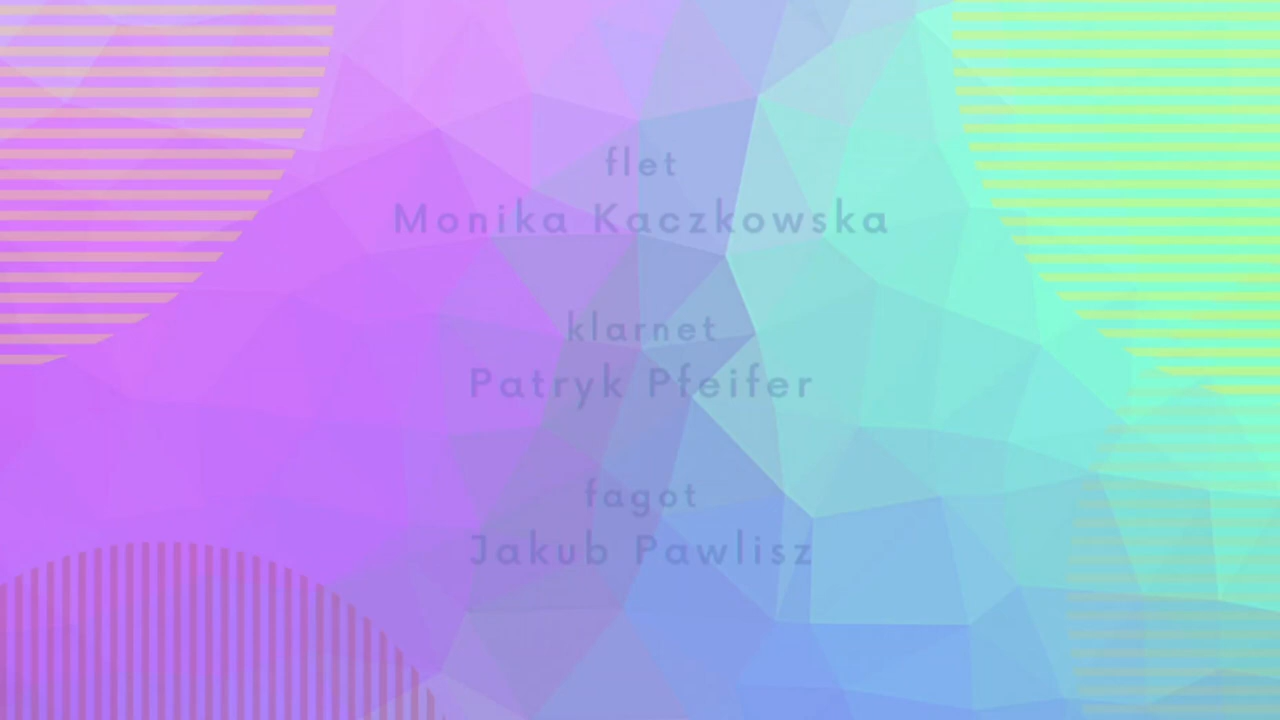 flet
Monika Kaczkowska
klarnet
Patryk Pfeifer
fagot
Jakub Pawlisz